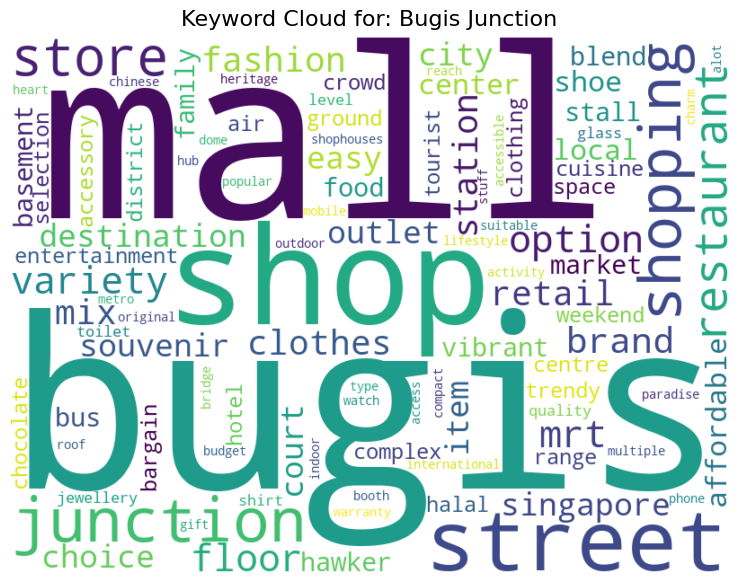 Keyword Cloud for: Bugis Junction
mall
bugis
shop
street
junction
shopping
restaurant
store
fashion
city
center
blend
alot
heart
chinese
family
heritage
crowd
level
reach
shoe
charm
basement
selection
accessory
district
hub
air
dome
popular
ground
shophouses
easy
food
mobile
tourist
station
stuff
accessible
clothing
stall
glass
local
cuisine
space
destination
entertainment
outdoor
outlet
lifestyle
suitable
option
market
variety
metro
mix
original
toilet
souvenir
clothes
activity
retail
weekend
vibrant
brand
centre
trendy
quality
paradise
affordable
chocolate
bus
roof
bargain
bridge
hotel
budget
court
indoor
type
watch
access
compact
item
complex
international
mrt
range
multiple
jewellery
shirt
gift
booth
warranty
halal
singapore
phone
choice
floor
hawker